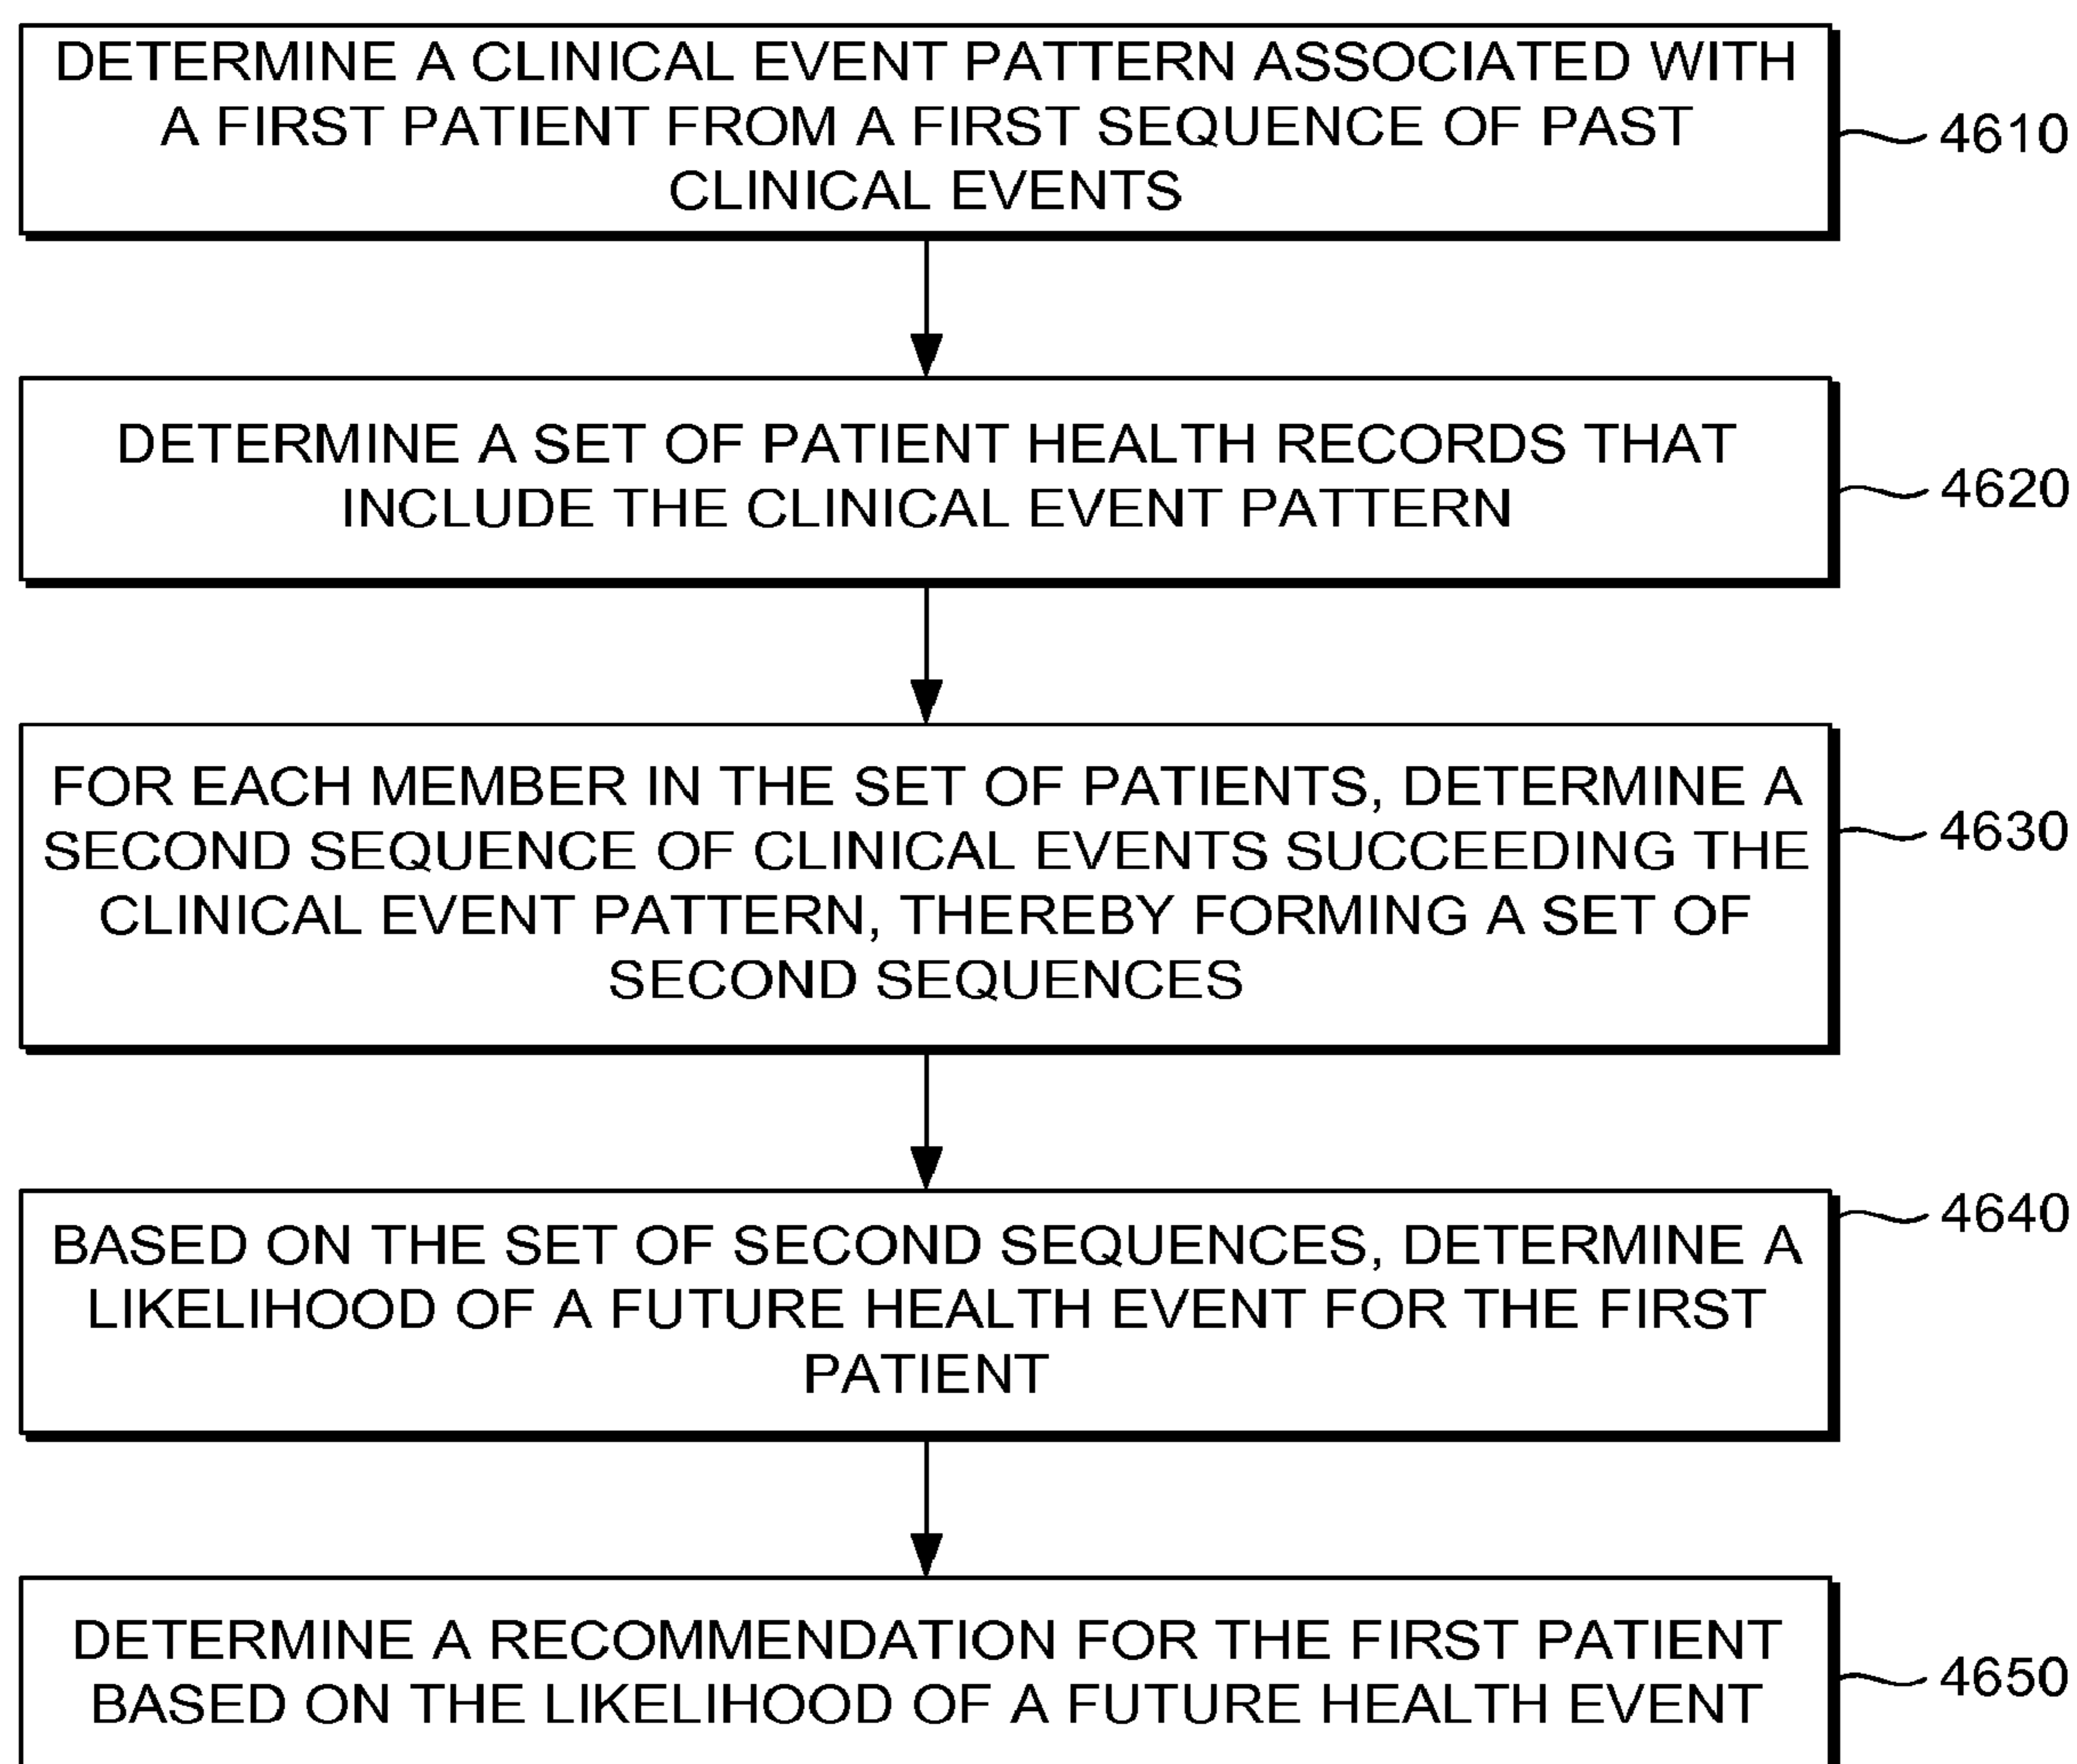 DETERMINE A CLINICAL EVENT PATTERN ASSOCIATED WITH
A FIRST PATIENT FROM A FIRST SEQUENCE OF PAST
CLINICAL EVENTS
4610
DETERMINE A SET OF PATIENT HEALTH RECORDS THAT
INCLUDE THE CLINICAL EVENT PATTERN
4620
FOR EACH MEMBER IN THE SET OF PATIENTS, DETERMINE A
SECOND SEQUENCE OF CLINICAL EVENTS SUCCEEDING THE
CLINICAL EVENT PATTERN, THEREBY FORMING A SET OF
SECOND SEQUENCES
4630
BASED ON THE SET OF SECOND SEQUENCES, DETERMINE A
LIKELIHOOD OF A FUTURE HEALTH EVENT FOR THE FIRST
PATIENT
4640
DETERMINE A RECOMMENDATION FOR THE FIRST PATIENT
BASED ON THE LIKELIHOOD OF A FUTURE HEALTH EVENT
4650